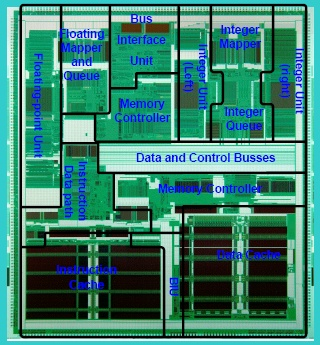 Floating-point Unit
Floating
Mapper
and
Queue
Bus
Interface
Unit
Memory
Controller
Integer Unit
(Left)
Integer
Mapper
Integer
Queue
Integer Unit
(right)
Data and Control Busses
Instruction
Data path
Memory Controller
Instruction
Cache
BIU
Data Cache